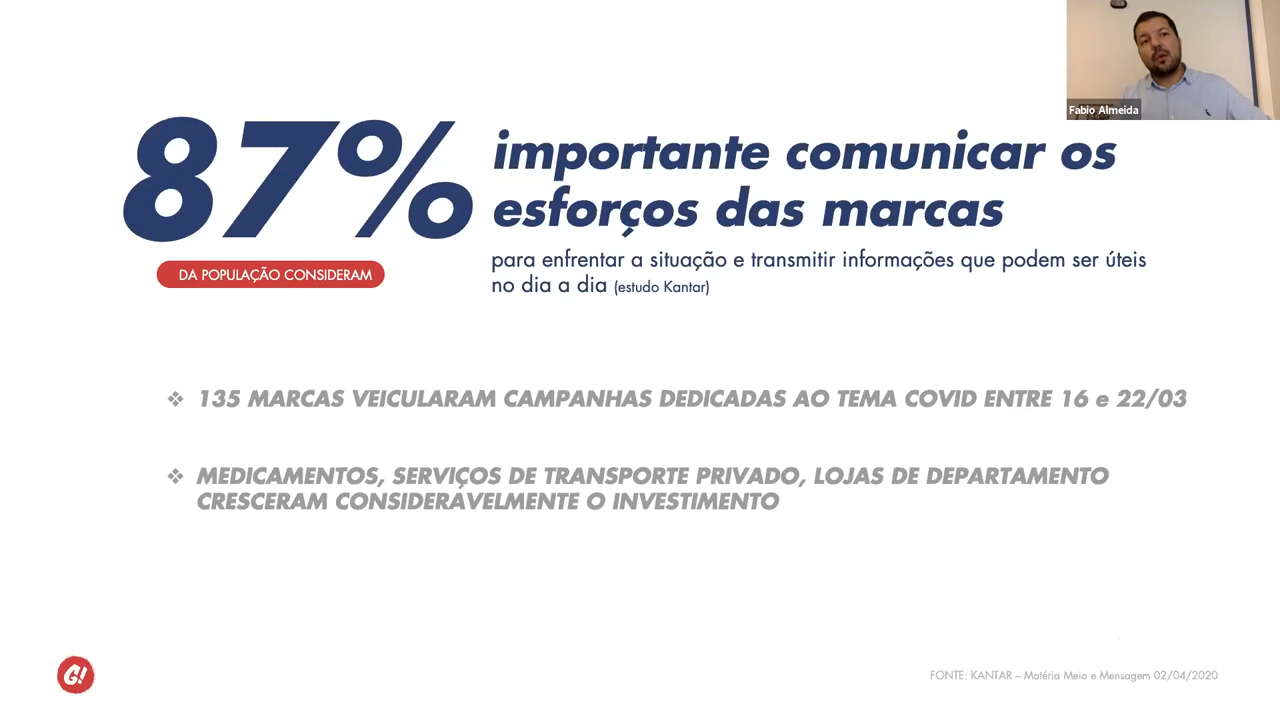 Fabio Almeida
87%
DA POPULAÇÃO CONSIDERAM
importante comunicar os
esforços das marcas
para enfrentar a situação e transmitir informações que podem ser úteis
no dia a dia (estudo Kantar)
❖ 135 MARCAS VEICULARAM CAMPANHAS DEDICADAS AO TEMA COVID ENTRE 16 e 22/03
❖ MEDICAMENTOS, SERVIÇOS DE TRANSPORTE PRIVADO, LOJAS DE DEPARTAMENTO
CRESCERAM CONSIDERÁVELMENTE O INVESTIMENTO
G!
FONTE: KANTAR – Matéria Meio e Mensagem 02/04/2020